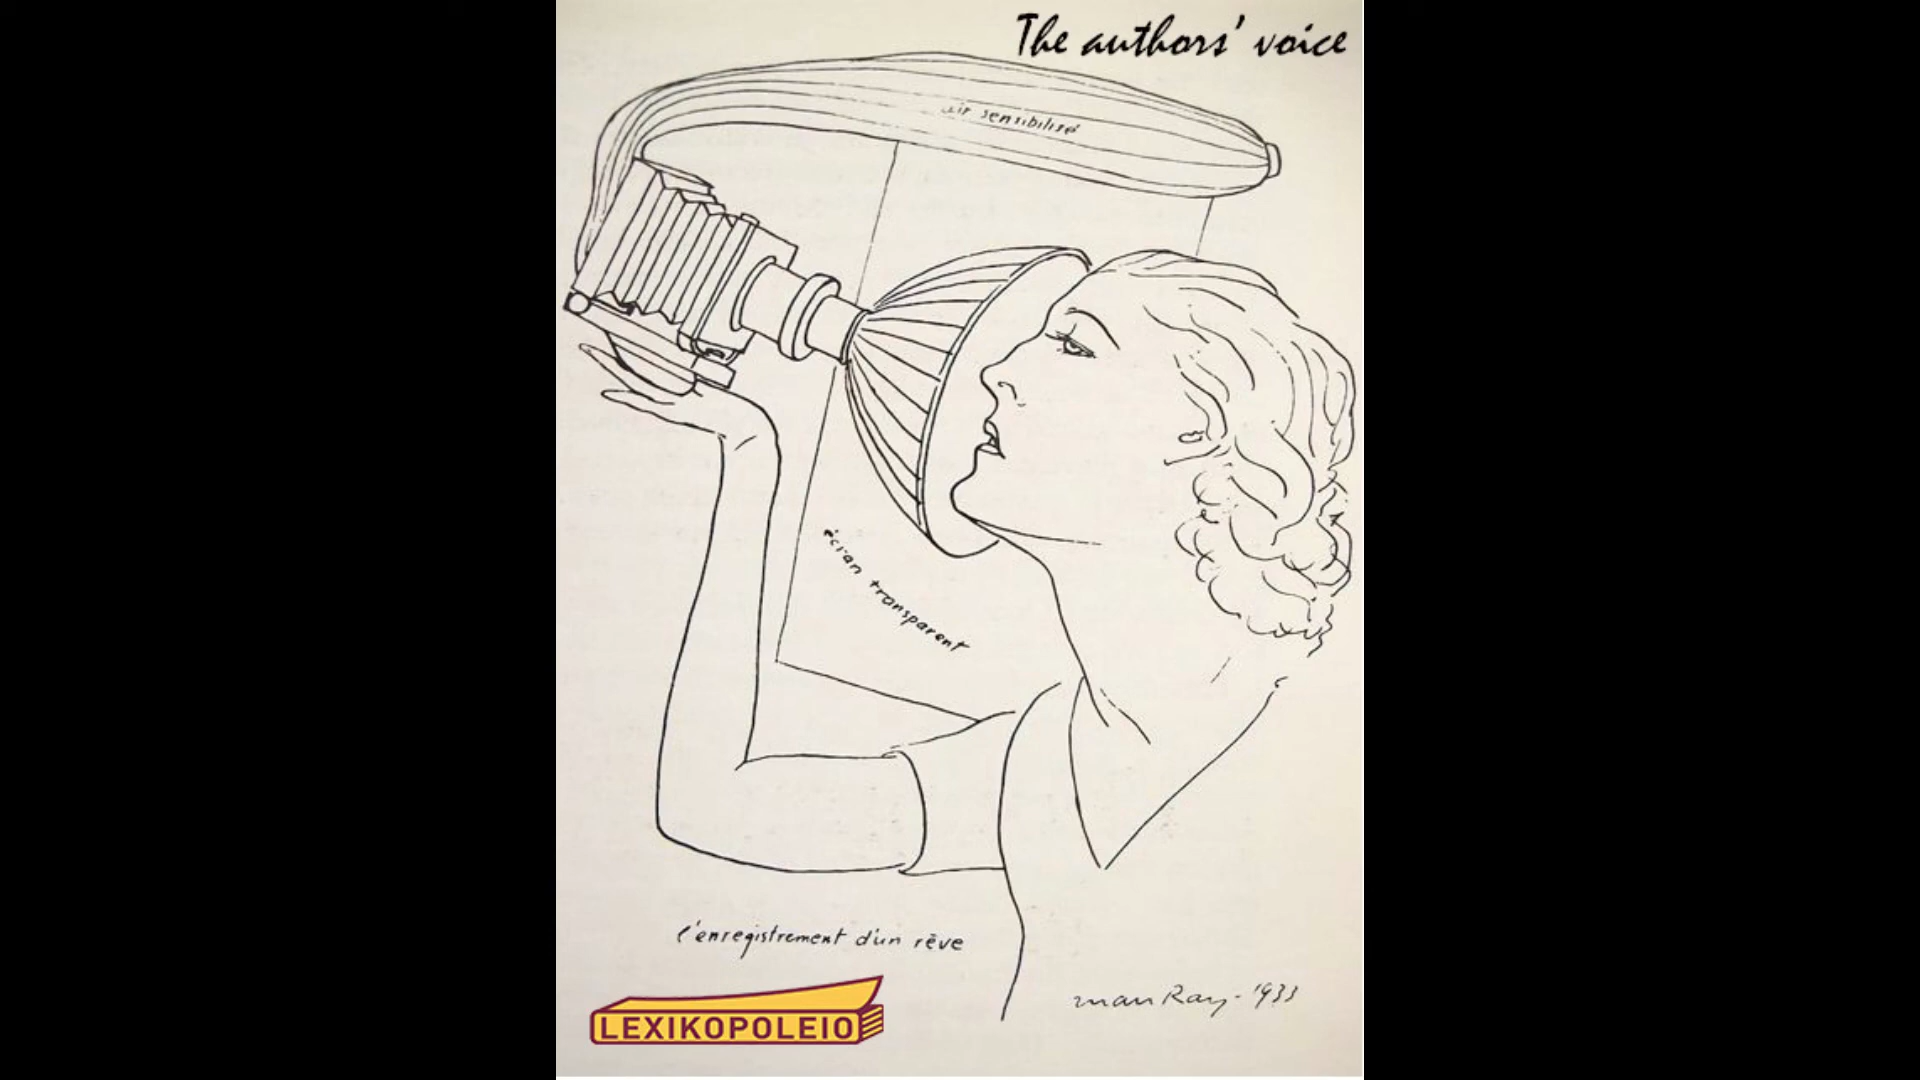 The authors' voice
air sensibilisé
écran transparent
l'enregistrement d'un rêve
man Ray - 1933
LEXIKOPOLEIO